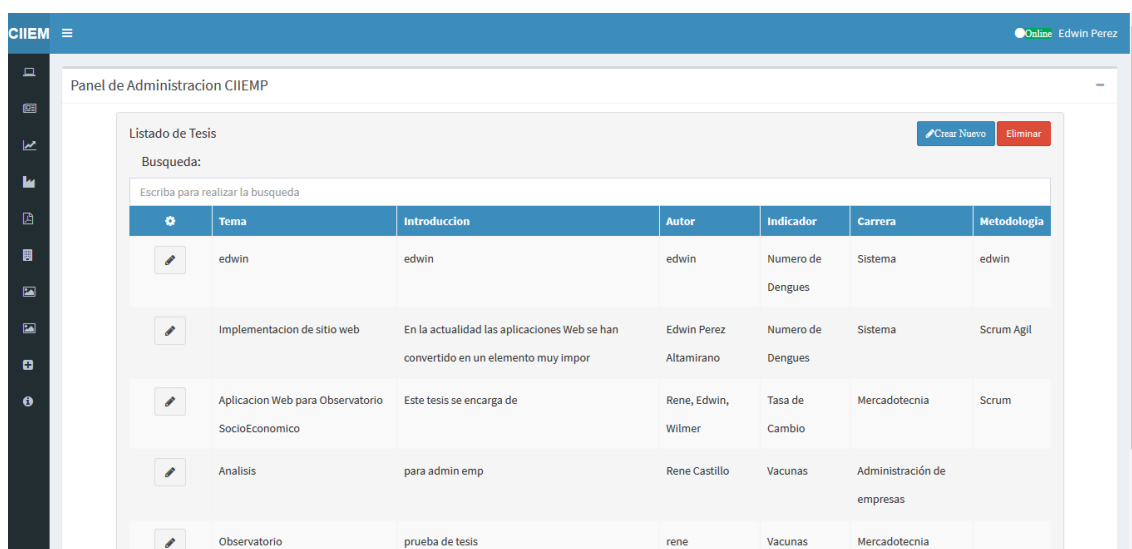 CIIEM
Online Edwin Perez
Panel de Administracion CIIEMP
Listado de Tesis
Crear Nuevo Eliminar
Busqueda:
Escriba para realizar la busqueda
Tema Introduccion Autor Indicador Carrera Metodologia
edwin edwin edwin Numero de Sistema edwin
Dengues
Implementacion de sitio web En la actualidad las aplicaciones Web se han Edwin Perez Numero de Sistema Scrum Agil
convertido en un elemento muy impor Altamirano Dengues
Aplicacion Web para Observatorio Este tesis se encarga de Rene, Edwin, Tasa de Mercadotecnia Scrum
SocioEconomico Wilmer Cambio
Analisis para admin emp Rene Castillo Vacunas Administración de
empresas
Observatorio prueba de tesis rene Vacunas Mercadotecnia